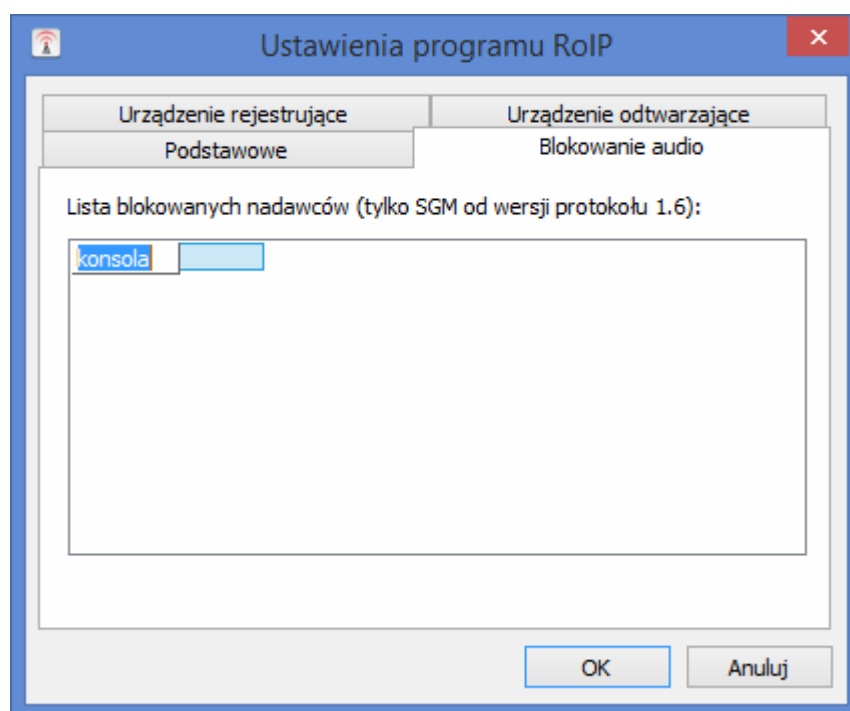 Ustawienia programu RoIP
Urządzenie rejestrujące
Urządzenie odtwarzające
Podstawowe
Blokowanie audio
Lista blokowanych nadawców (tylko SGM od wersji protokołu 1.6):
konsola
OK
Anuluj